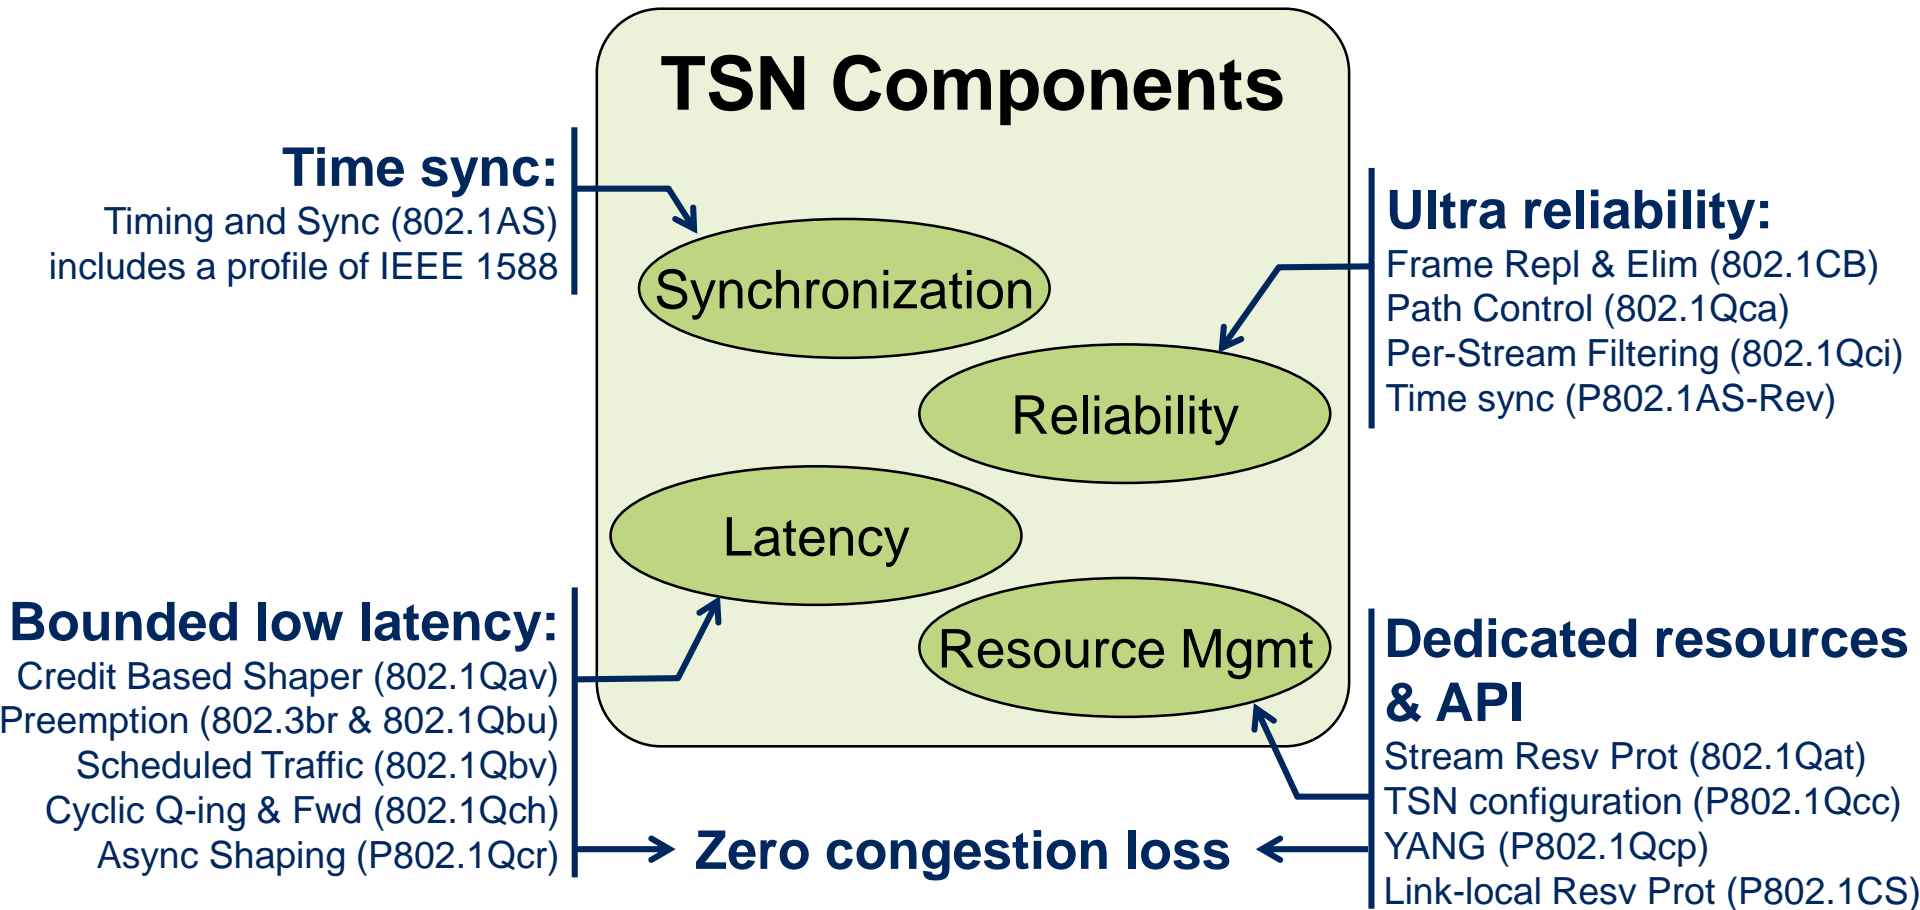 TSN Components
Time sync:
Timing and Sync (802.1AS)
includes a profile of IEEE 1588
Synchronization
Ultra reliability:
Frame Repl & Elim (802.1CB)
Path Control (802.1Qca)
Per-Stream Filtering (802.1Qci)
Time sync (P802.1AS-Rev)
Reliability
Latency
Bounded low latency:
Credit Based Shaper (802.1Qav)
Preemption (802.3br & 802.1Qbu)
Scheduled Traffic (802.1Qbv)
Cyclic Q-ing & Fwd (802.1Qch)
Async Shaping (P802.1Qcr)
Resource Mgmt
Dedicated resources
& API
Stream Resv Prot (802.1Qat)
TSN configuration (P802.1Qcc)
YANG (P802.1Qcp)
Link-local Resv Prot (P802.1CS)
Zero congestion loss